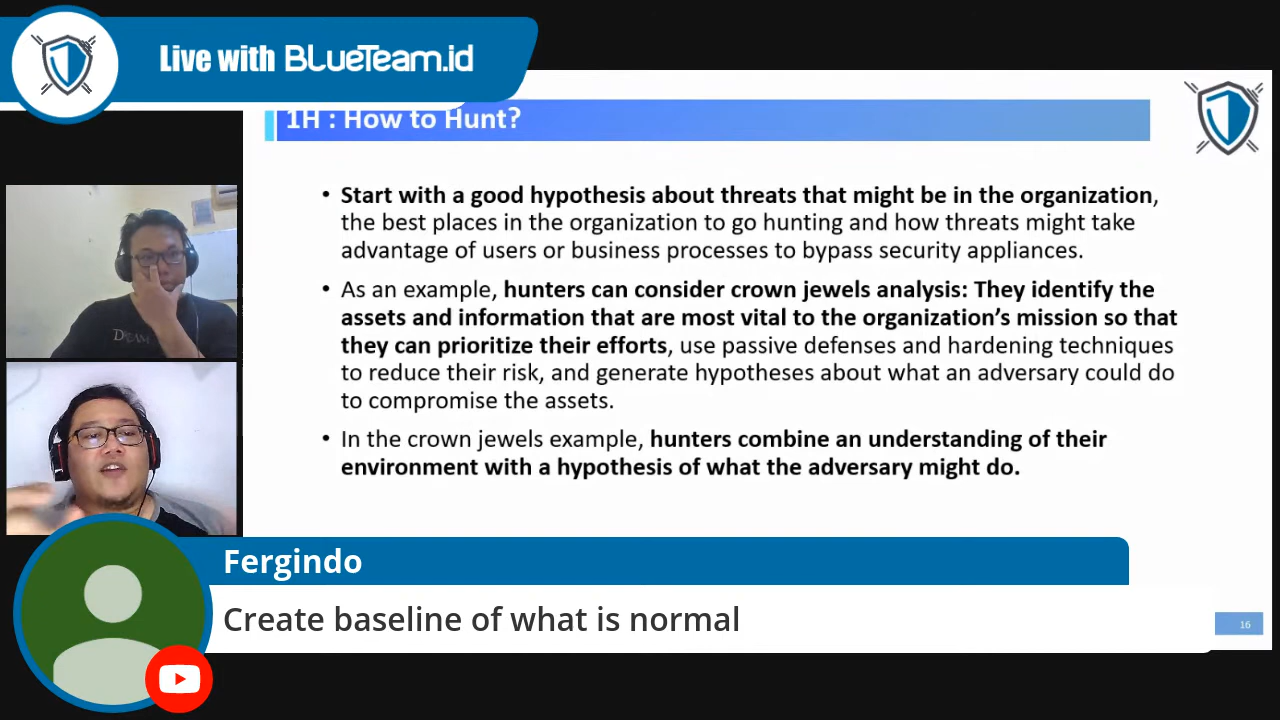 Live with BLueTeam.id
1H : How to Hunt?
• Start with a good hypothesis about threats that might be in the organization,
the best places in the organization to go hunting and how threats might take
advantage of users or business processes to bypass security appliances.
• As an example, hunters can consider crown jewels analysis: They identify the
assets and information that are most vital to the organization’s mission so that
they can prioritize their efforts, use passive defenses and hardening techniques
to reduce their risk, and generate hypotheses about what an adversary could do
to compromise the assets.
• In the crown jewels example, hunters combine an understanding of their
environment with a hypothesis of what the adversary might do.
DREAM
Fergindo
Create baseline of what is normal
16